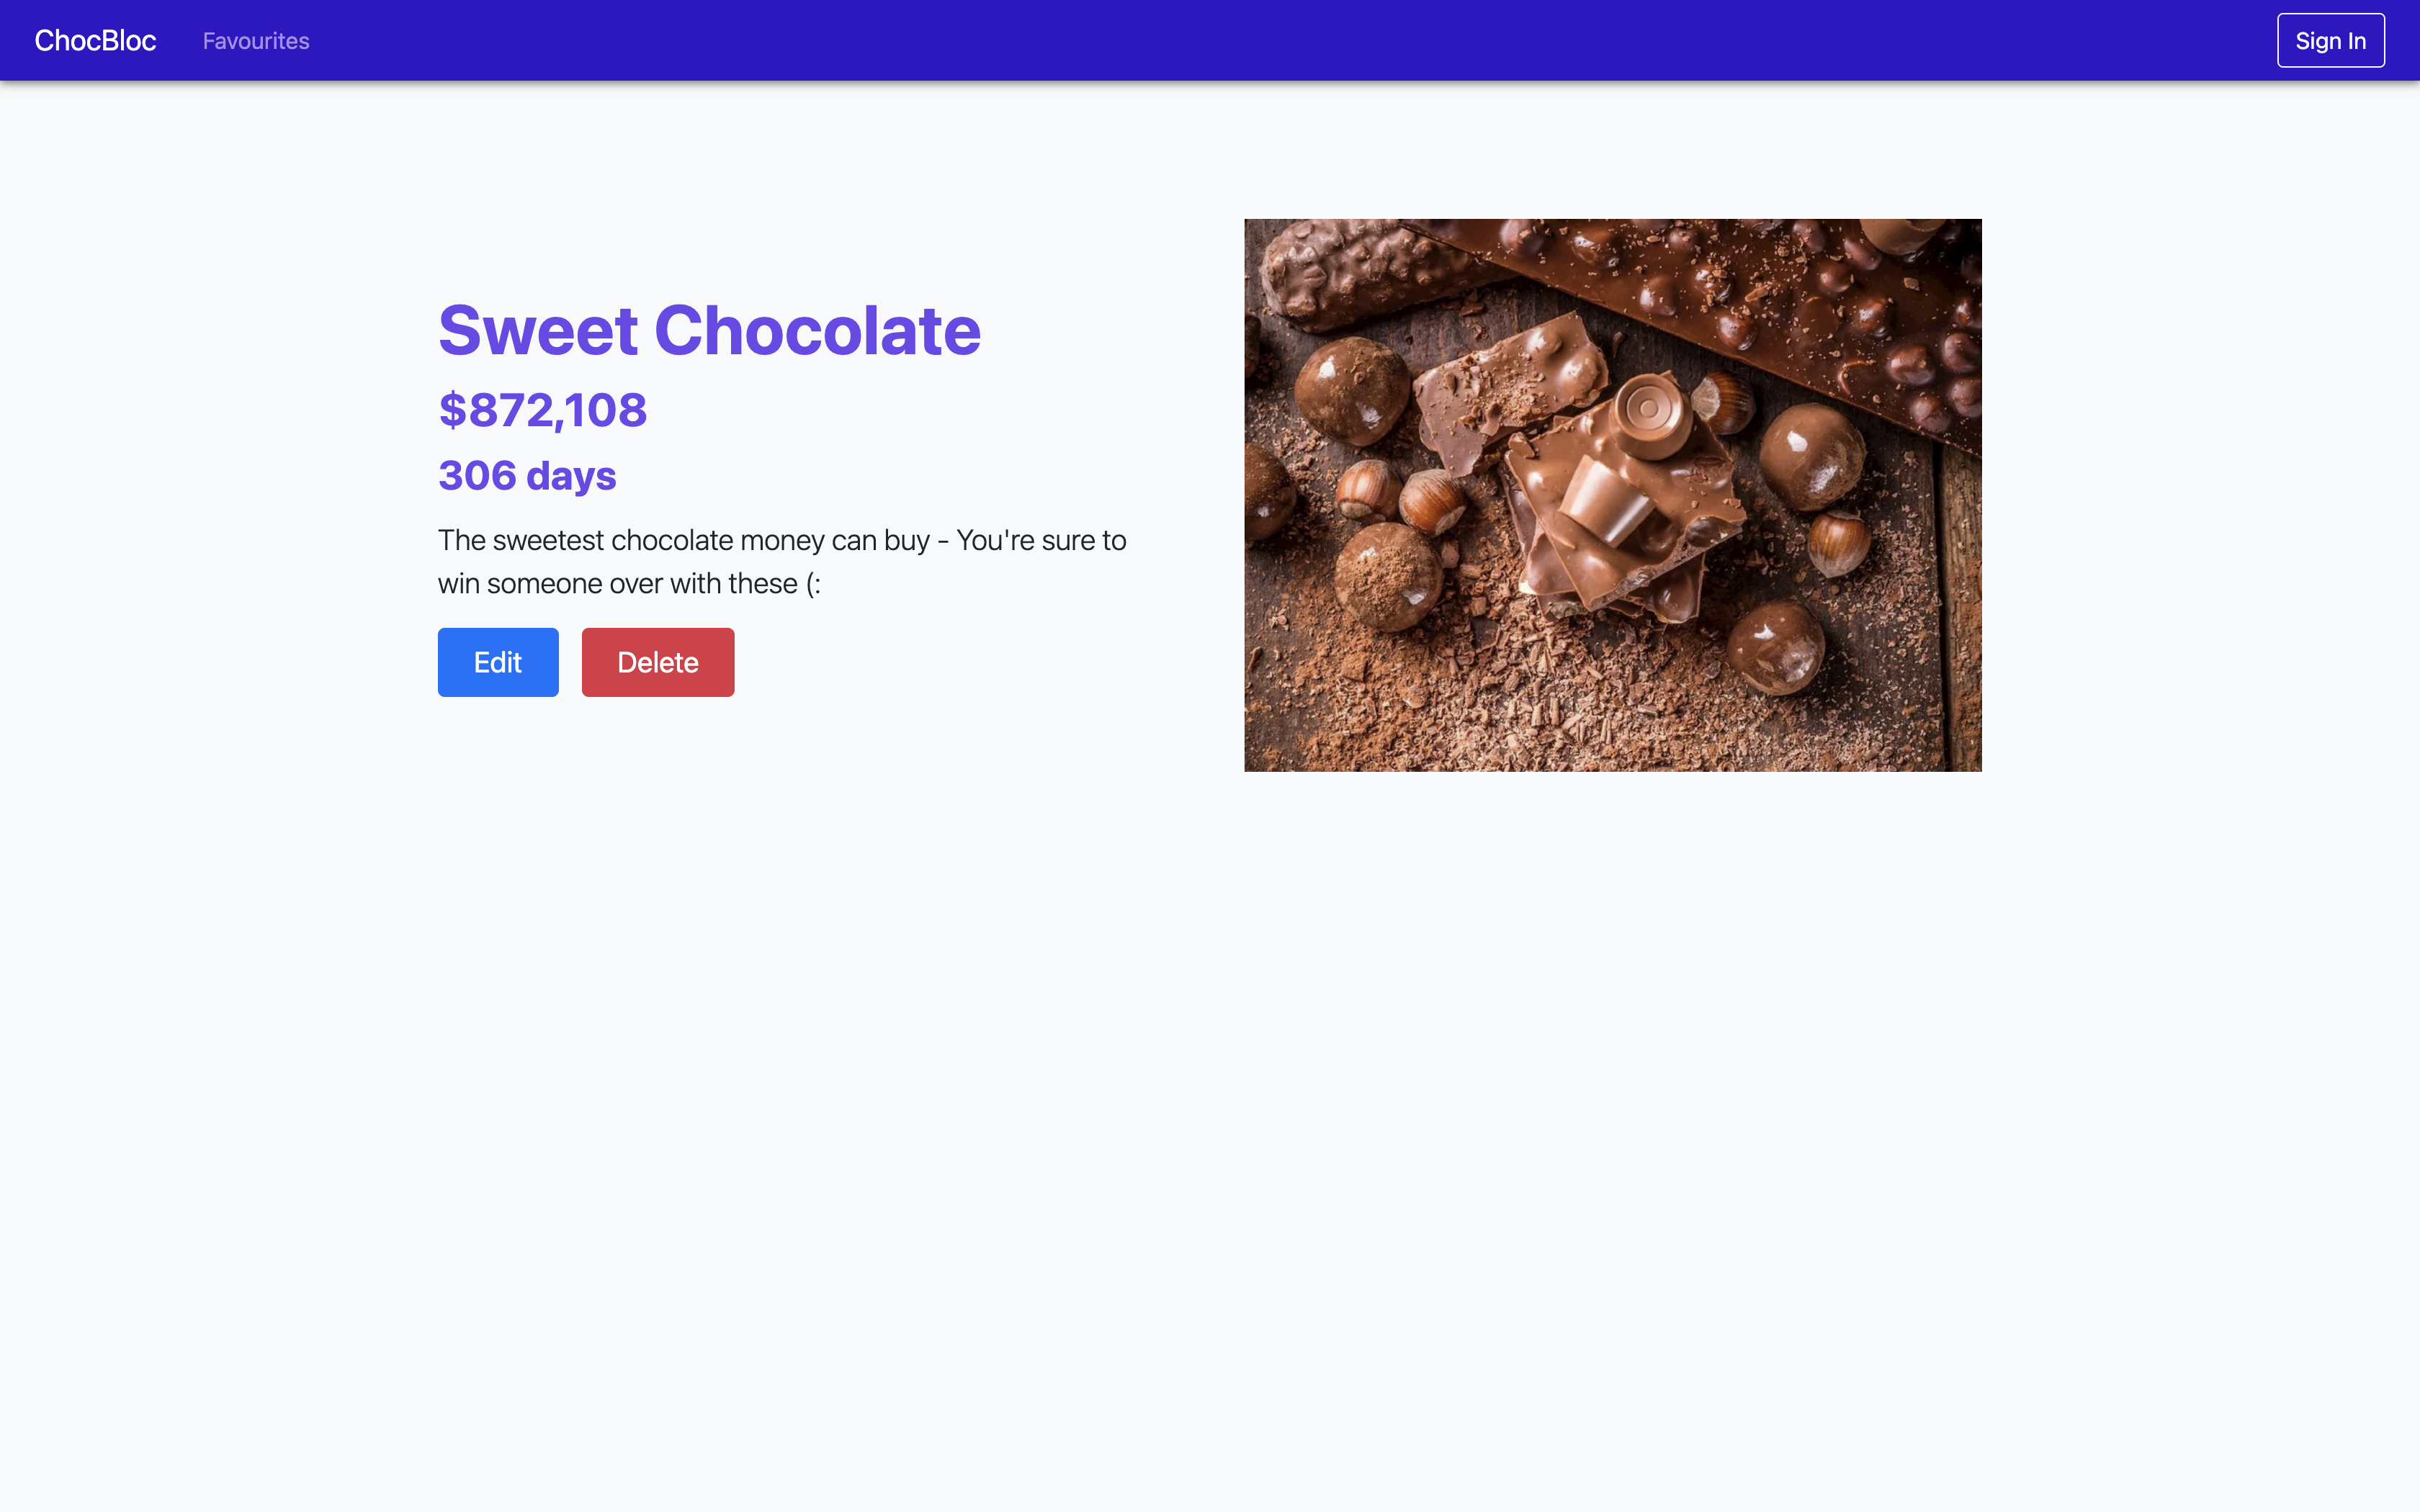 ChocBloc Favourites Sign In
Sweet Chocolate
$872,108
306 days
The sweetest chocolate money can buy - You're sure to
win someone over with these (:
Edit Delete